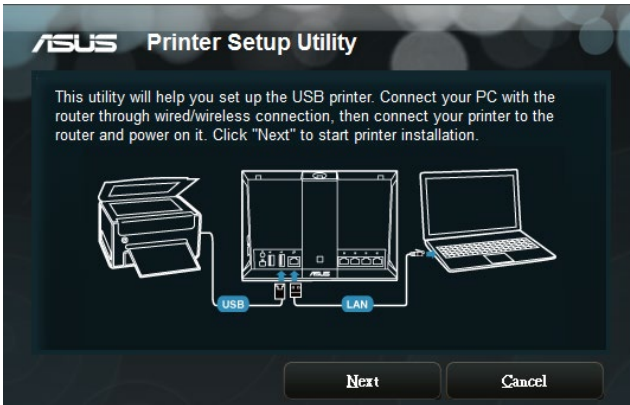 ASUS Printer Setup Utility
This utility will help you set up the USB printer. Connect your PC with the
router through wired/wireless connection, then connect your printer to the
router and power on it. Click "Next" to start printer installation.
ASUS
USB
LAN
Next
Cancel